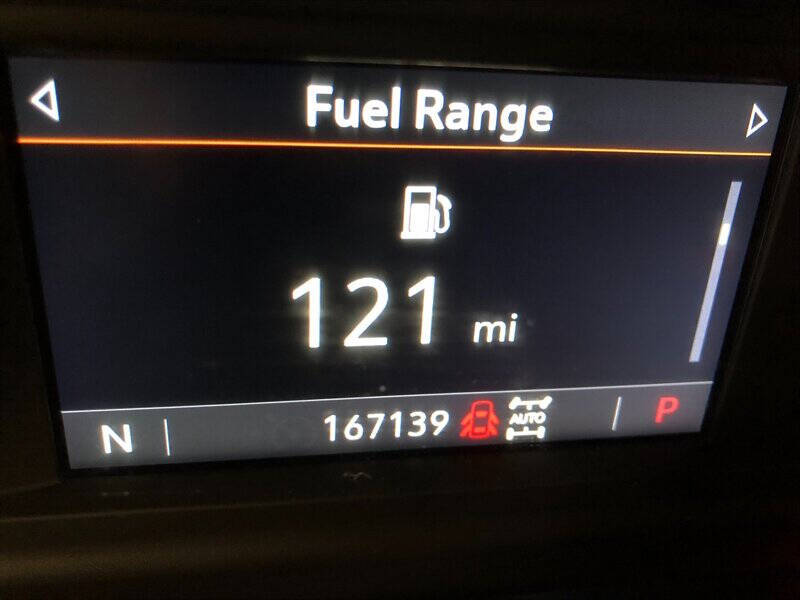 Fuel Range
121 mi
N 167139 AUTO P